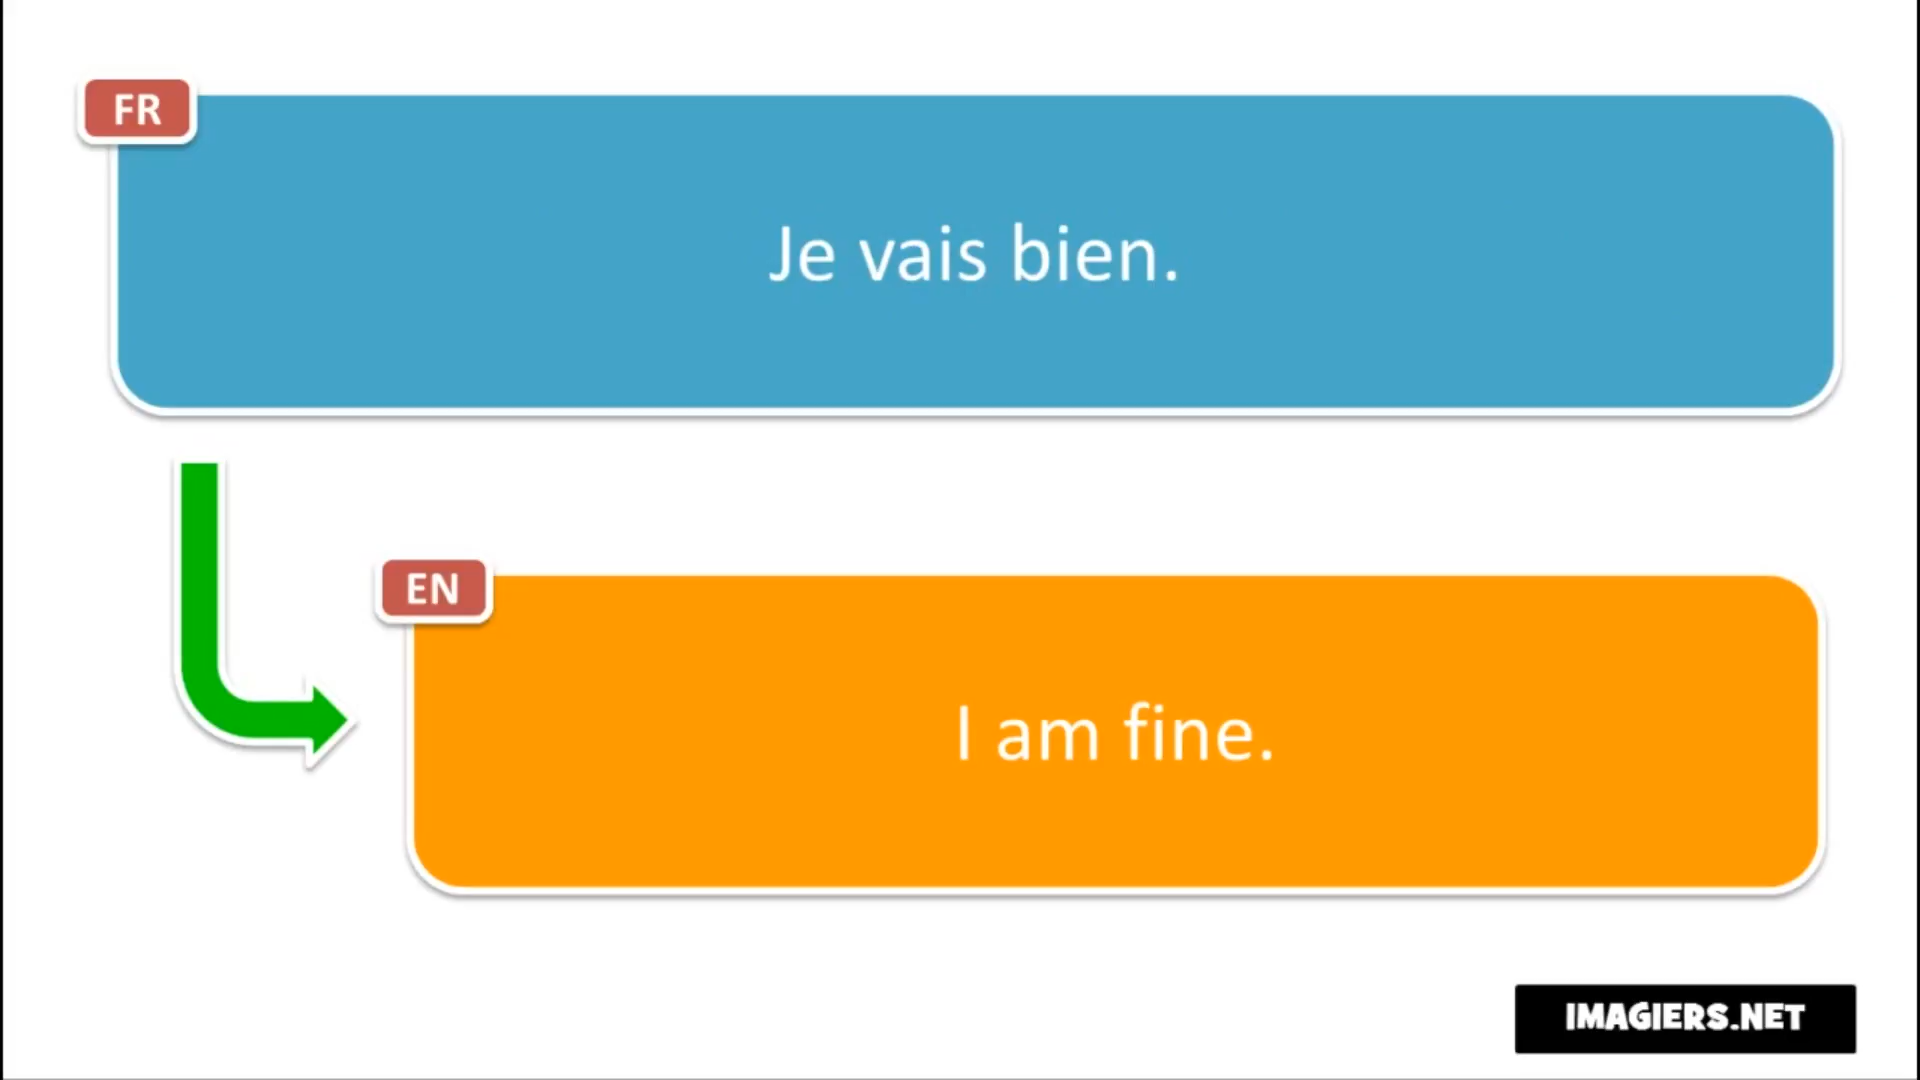 FR
Je vais bien.
EN
I am fine.
IMAGIERS.NET